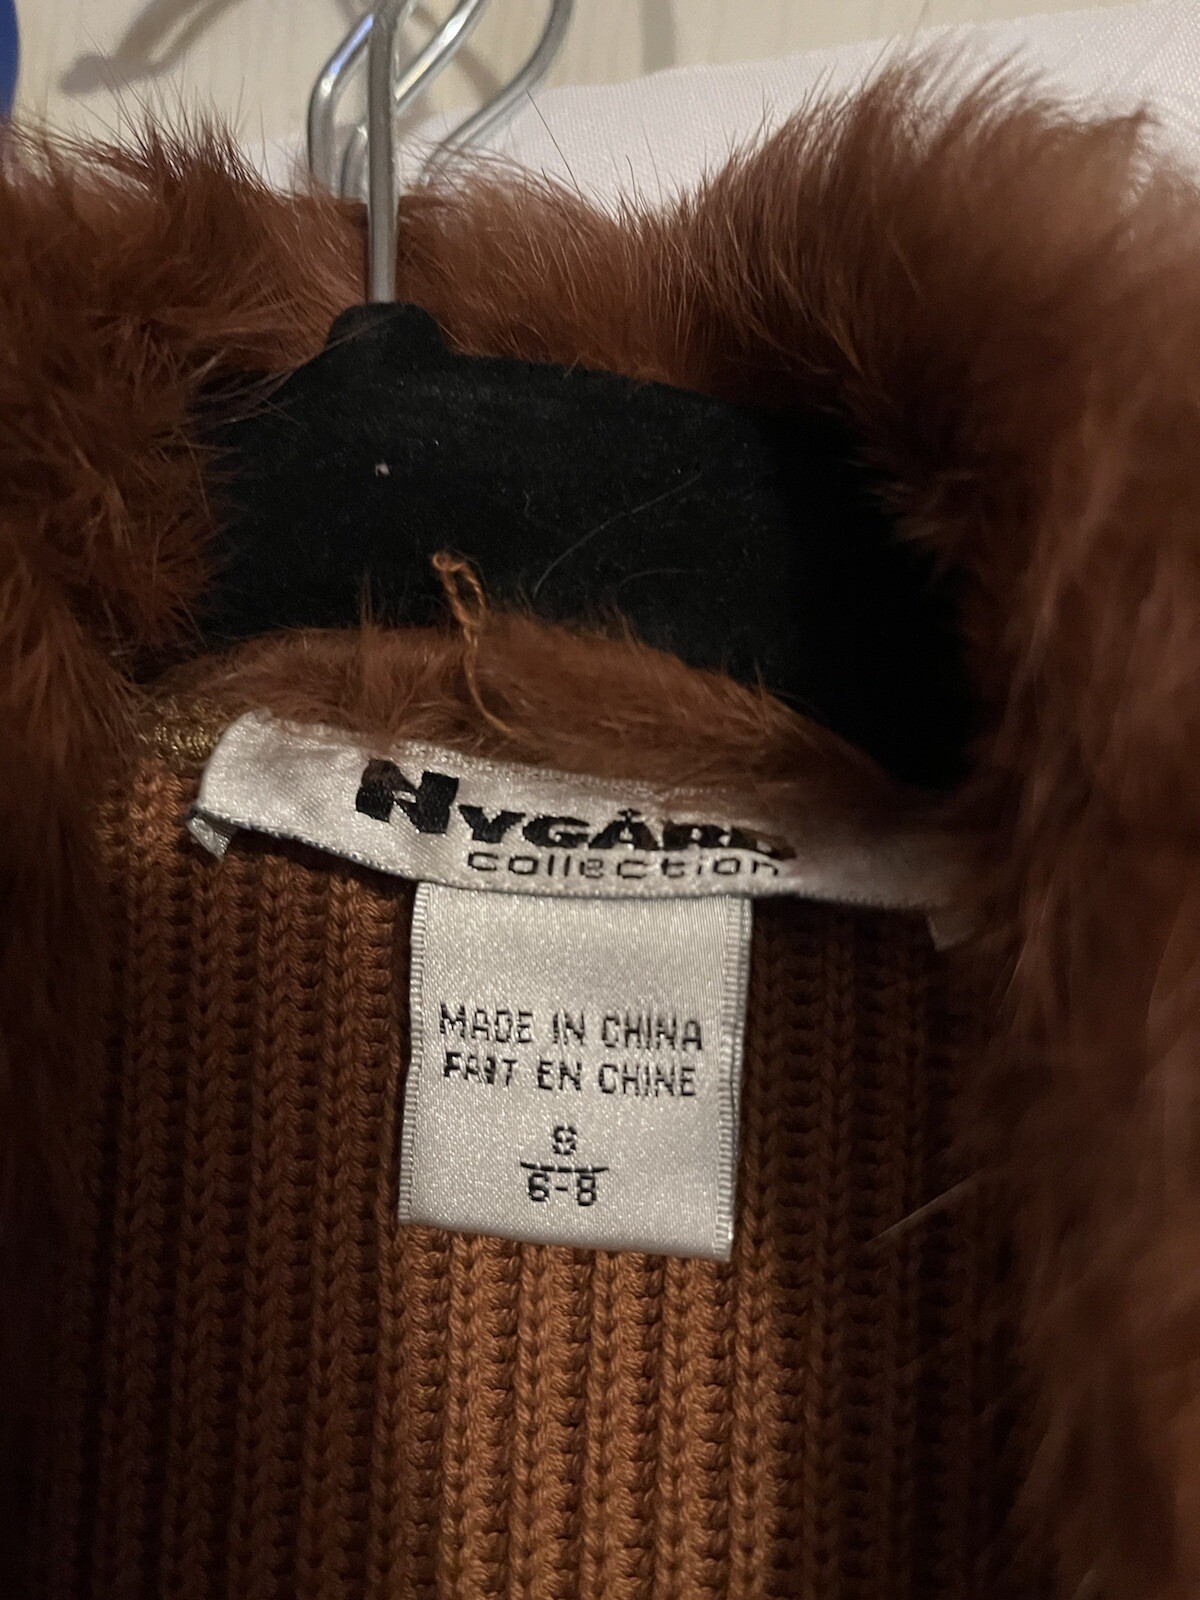 NYGÅRD
collection
MADE IN CHINA
FAIT EN CHINE
S
6-8